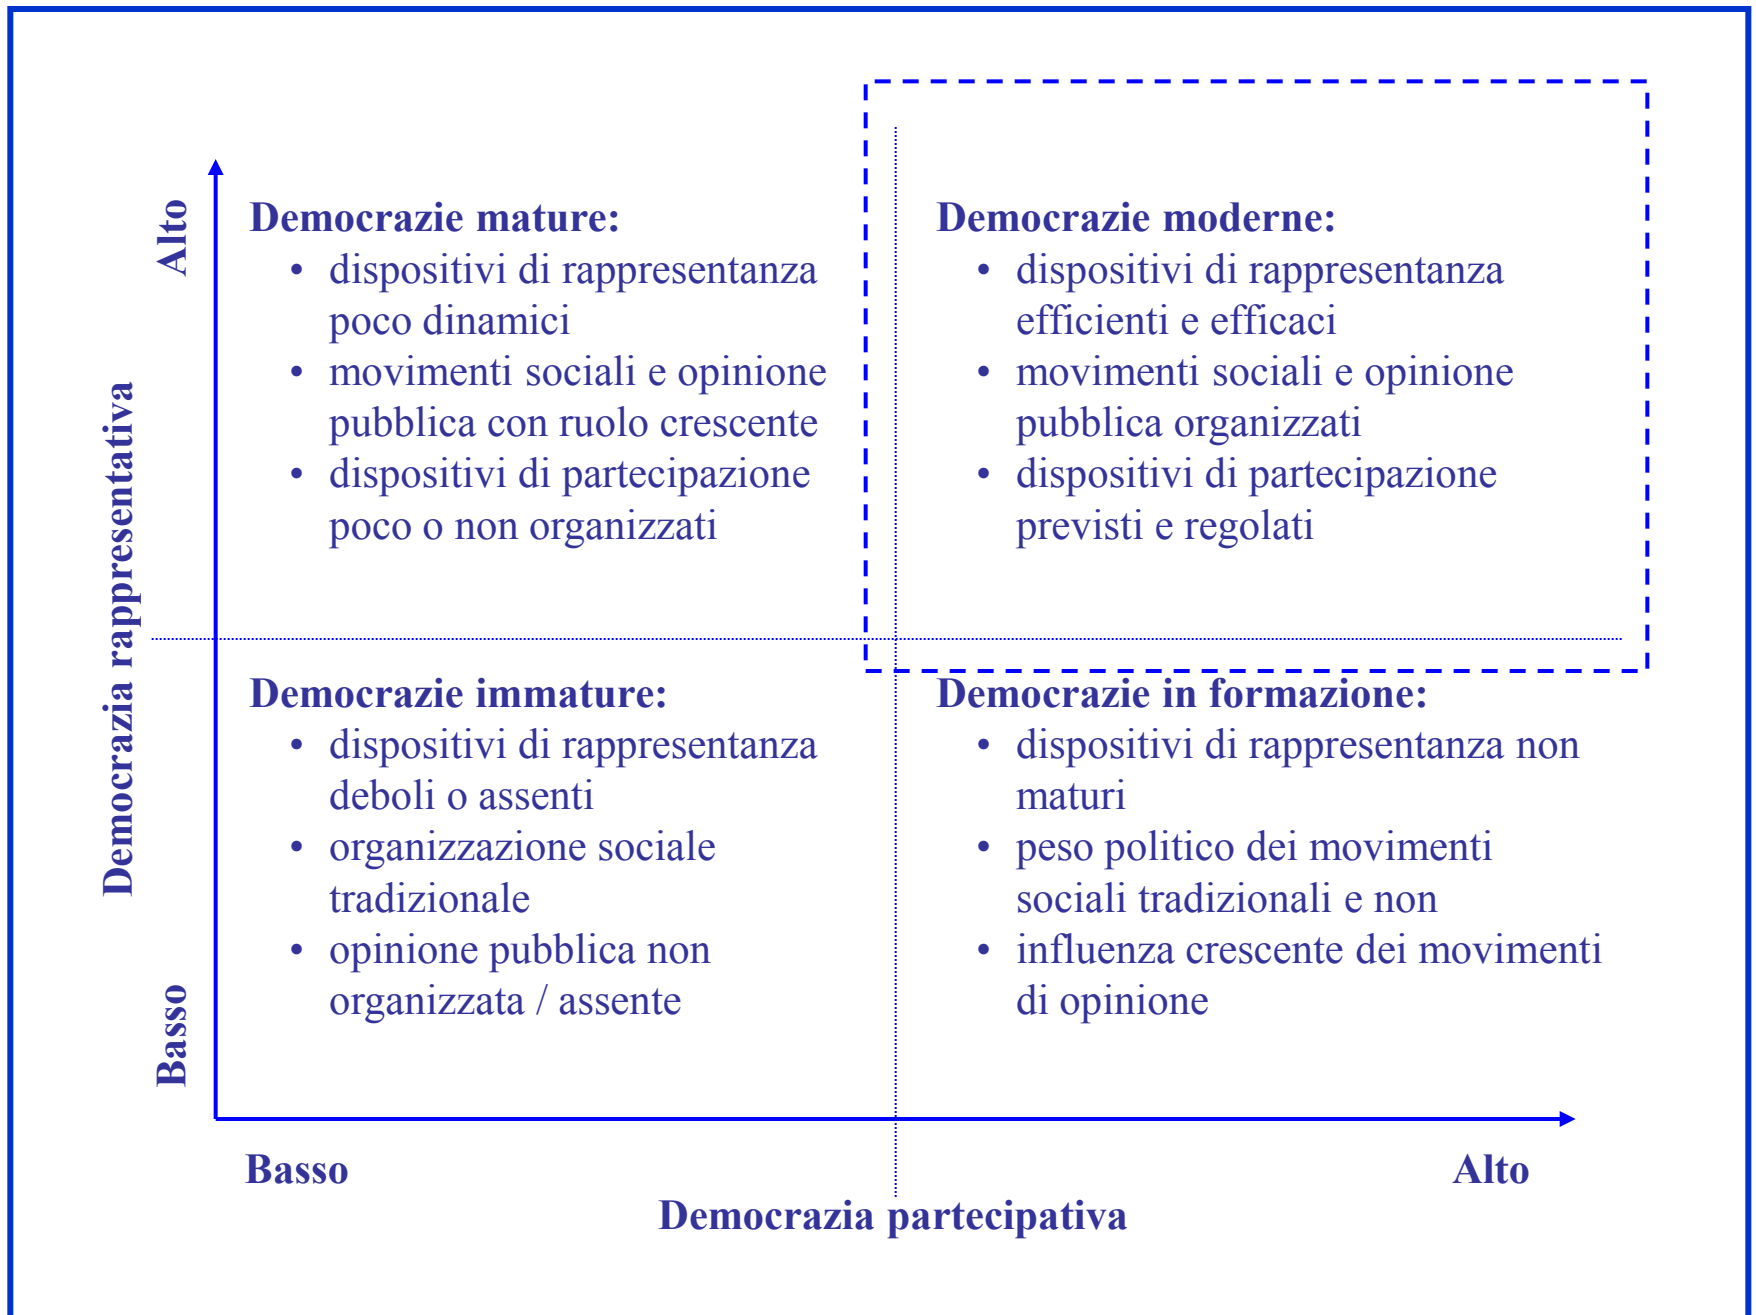 Alto
Democrazia rappresentativa
Basso
Democrazie mature:
• dispositivi di rappresentanza
poco dinamici
• movimenti sociali e opinione
pubblica con ruolo crescente
• dispositivi di partecipazione
poco o non organizzati
Democrazie moderne:
• dispositivi di rappresentanza
efficienti e efficaci
• movimenti sociali e opinione
pubblica organizzati
• dispositivi di partecipazione
previsti e regolati
Democrazie immature:
• dispositivi di rappresentanza
deboli o assenti
• organizzazione sociale
tradizionale
• opinione pubblica non
organizzata / assente
Democrazie in formazione:
• dispositivi di rappresentanza non
maturi
• peso politico dei movimenti
sociali tradizionali e non
• influenza crescente dei movimenti
di opinione
Basso
Alto
Democrazia partecipativa